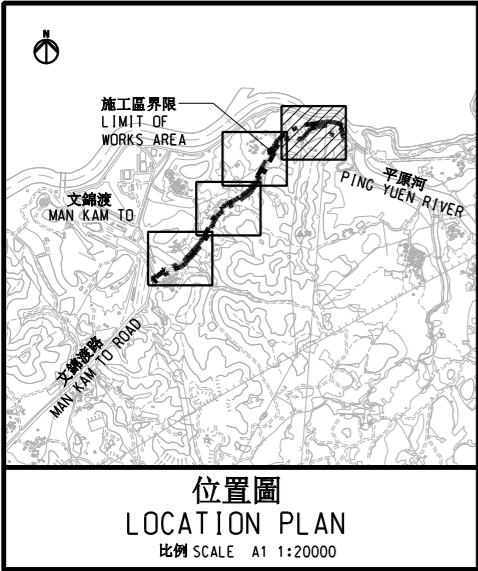 N
施工區界限
LIMIT OF
WORKS AREA
平原河
PING YUEN RIVER
文錦渡
MAN KAM TO
文錦渡路
MAN KAM TO ROAD
位置圖
LOCATION PLAN
比例 SCALE A1 1:20000